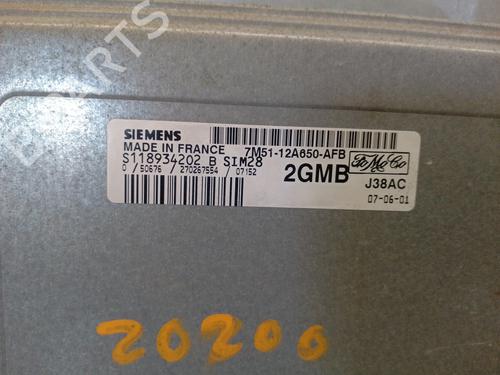 SIEMENS
MADE IN FRANCE 7M51-12A650-AFB
S118934202 B SIM28
0 / 50676 / 270267554 / 07152
2GMB
FoMoCo
J38AC
07-06-01
20200